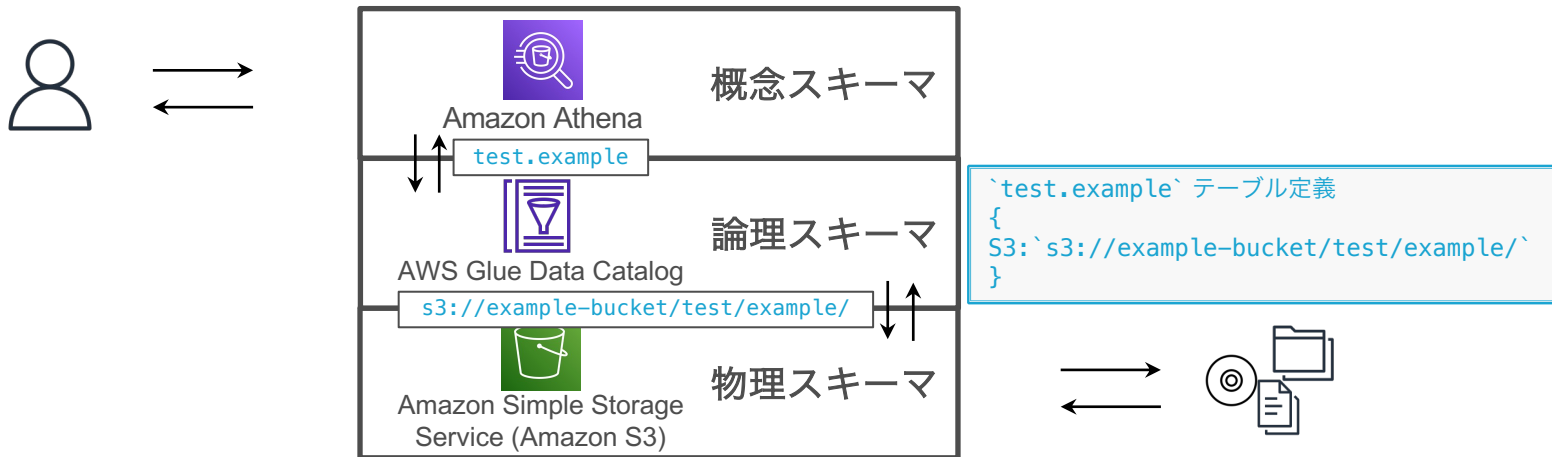 概念スキーマ
Amazon Athena
test.example
論理スキーマ
AWS Glue Data Catalog
s3://example-bucket/test/example/
物理スキーマ
Amazon Simple Storage
Service (Amazon S3)
`test.example` テーブル定義
{
S3:`s3://example-bucket/test/example/`
}